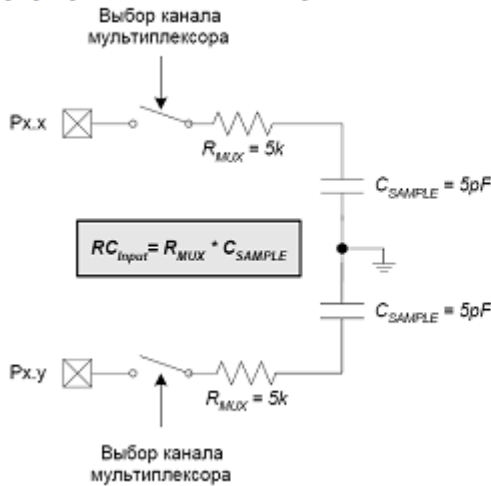 Выбор канала
мультиплексора
Px.x
R_MUX = 5k
C_SAMPLE = 5pF
RC_Input = R_MUX * C_SAMPLE
C_SAMPLE = 5pF
Px.y
R_MUX = 5k
Выбор канала
мультиплексора